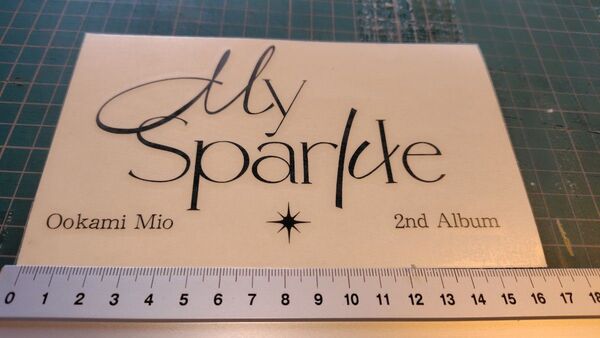 My
Sparkle
Ookami Mio
2nd Album
0 1 2 3 4 5 6 7 8 9 10 11 12 13 14 15 16 17 18